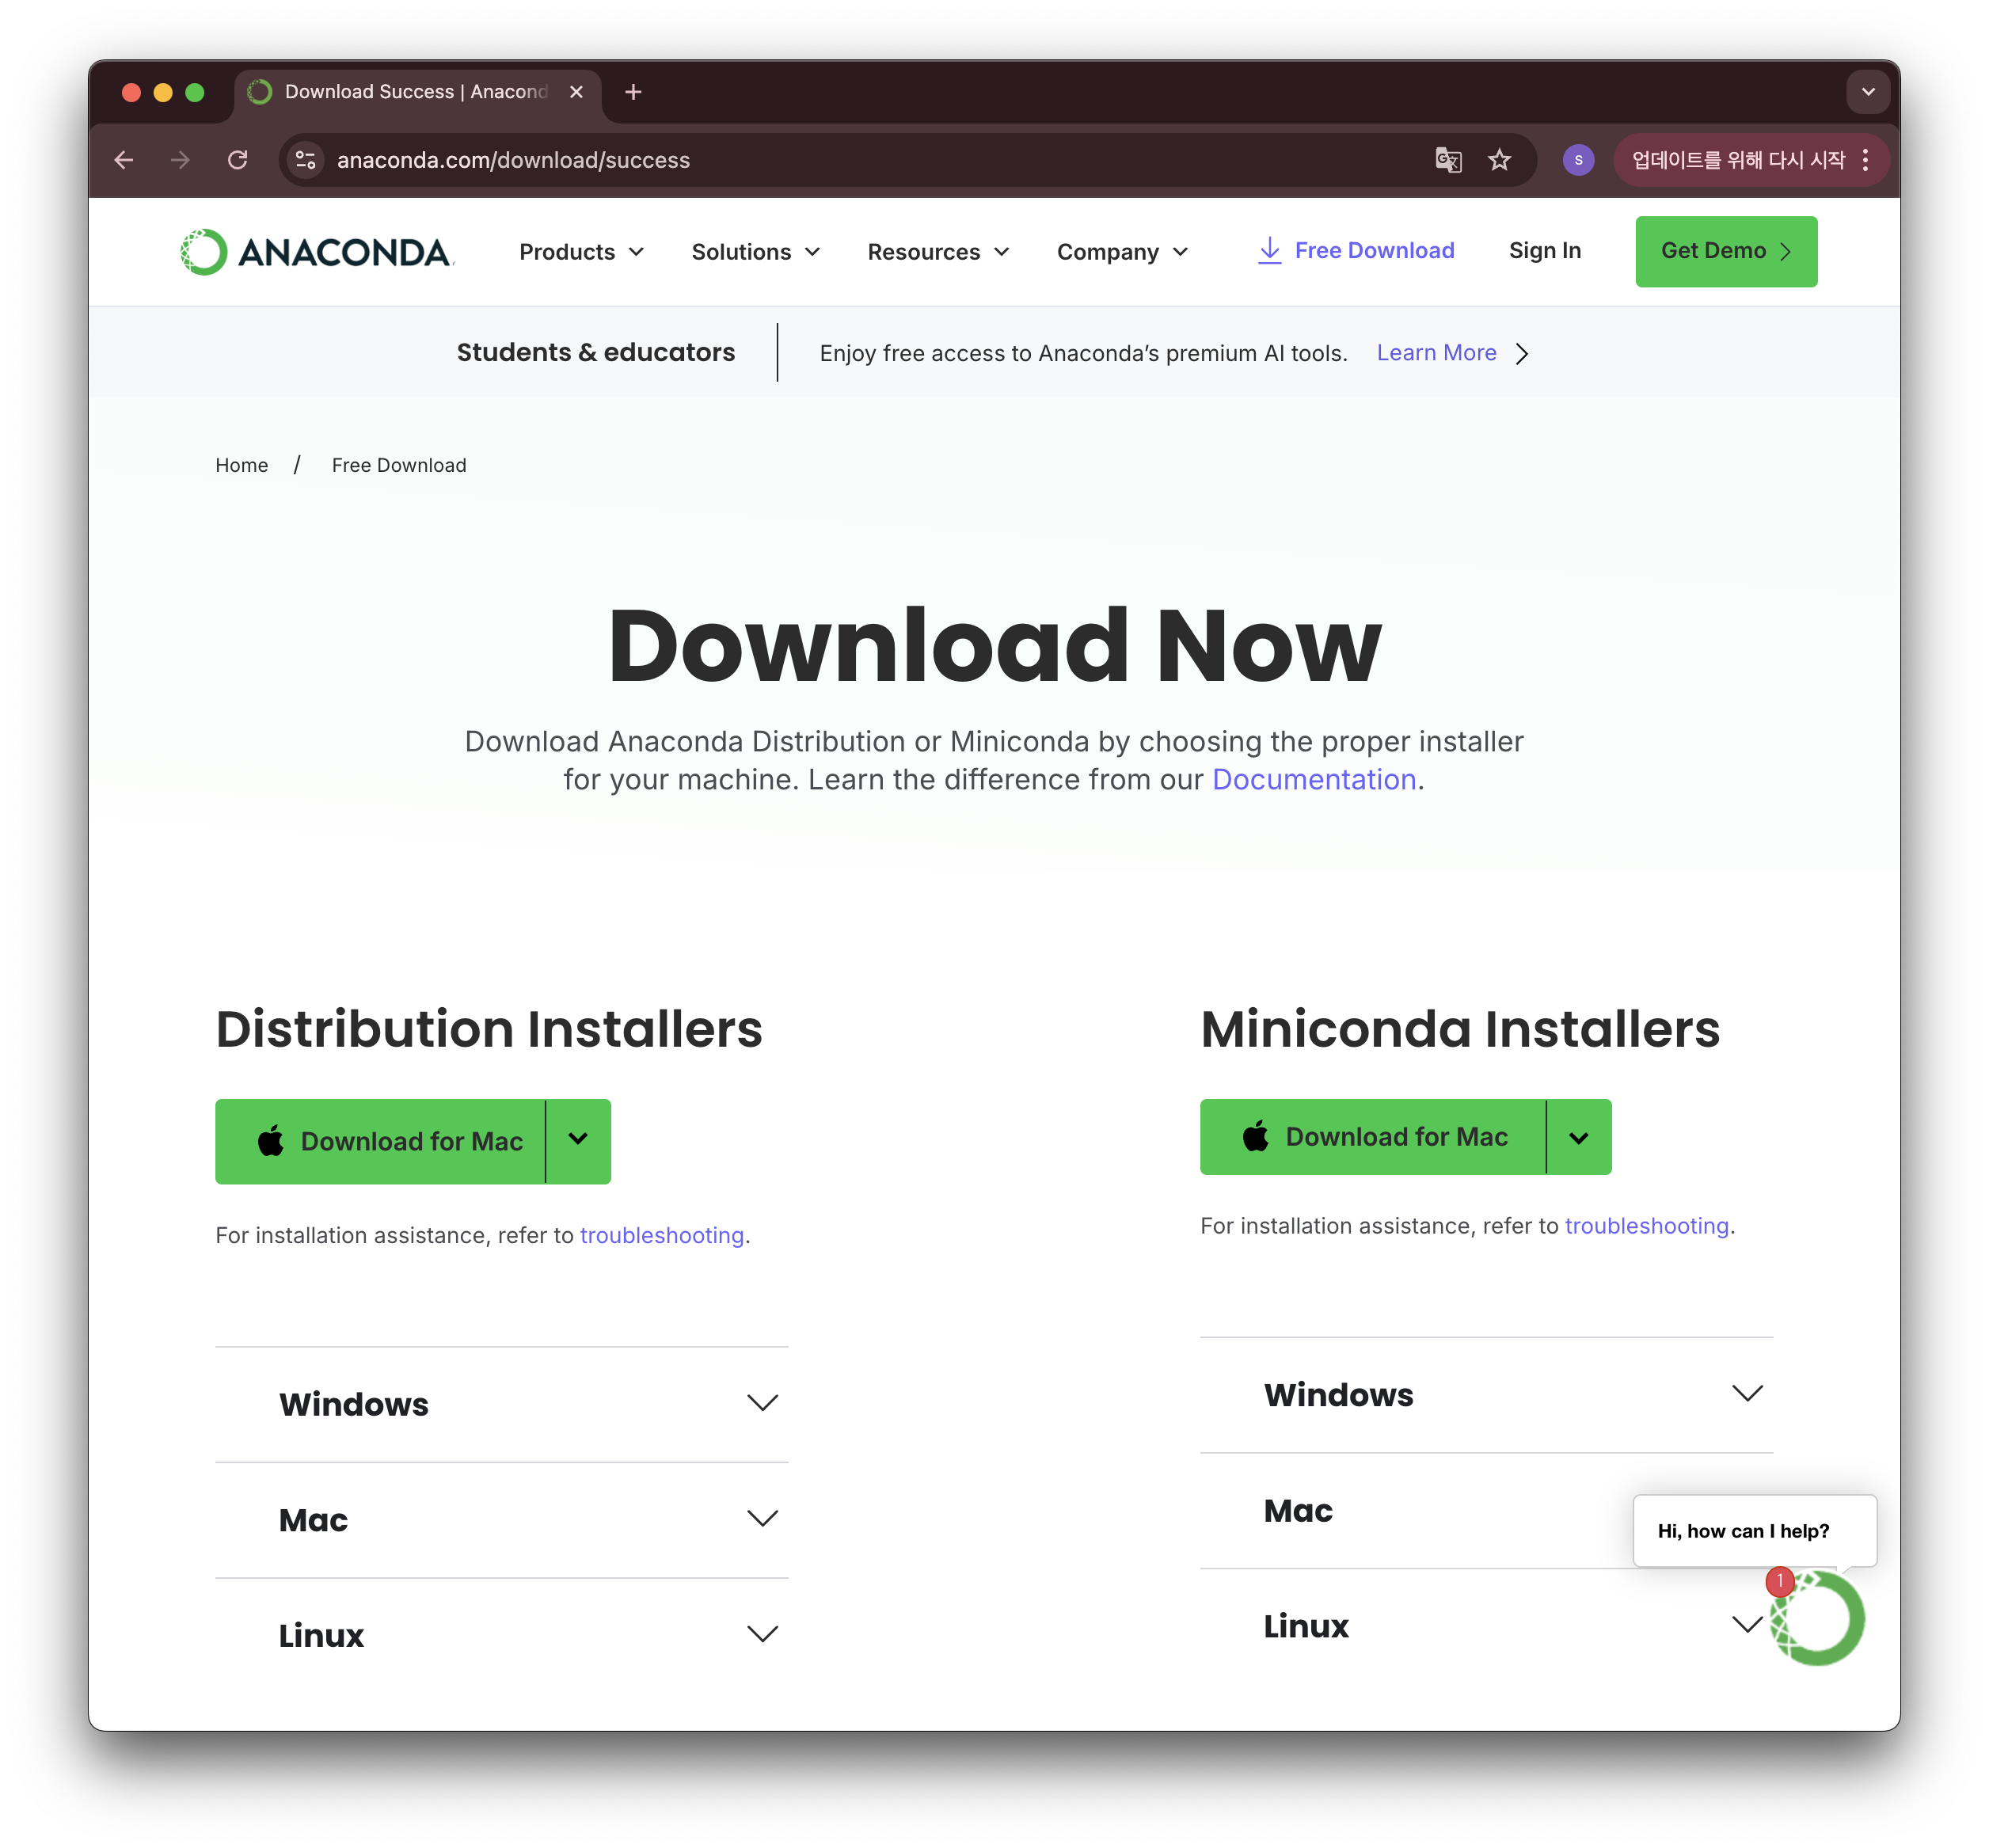 Download Success | Anacond
anaconda.com/download/success
S
업데이트를 위해 다시 시작
ANACONDA
Products
Solutions
Resources
Company
Free Download
Sign In
Get Demo
Students & educators
Enjoy free access to Anaconda’s premium AI tools.
Learn More
Home / Free Download
Download Now
Download Anaconda Distribution or Miniconda by choosing the proper installer
for your machine. Learn the difference from our Documentation.
Distribution Installers
Download for Mac
For installation assistance, refer to troubleshooting.
Windows
Mac
Linux
Miniconda Installers
Download for Mac
For installation assistance, refer to troubleshooting.
Windows
Mac
Linux
Hi, how can I help?
1